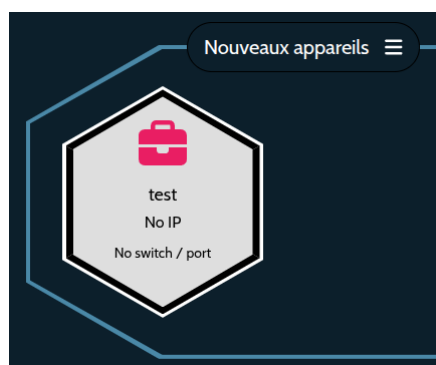 Nouveaux appareils
test
No IP
No switch / port